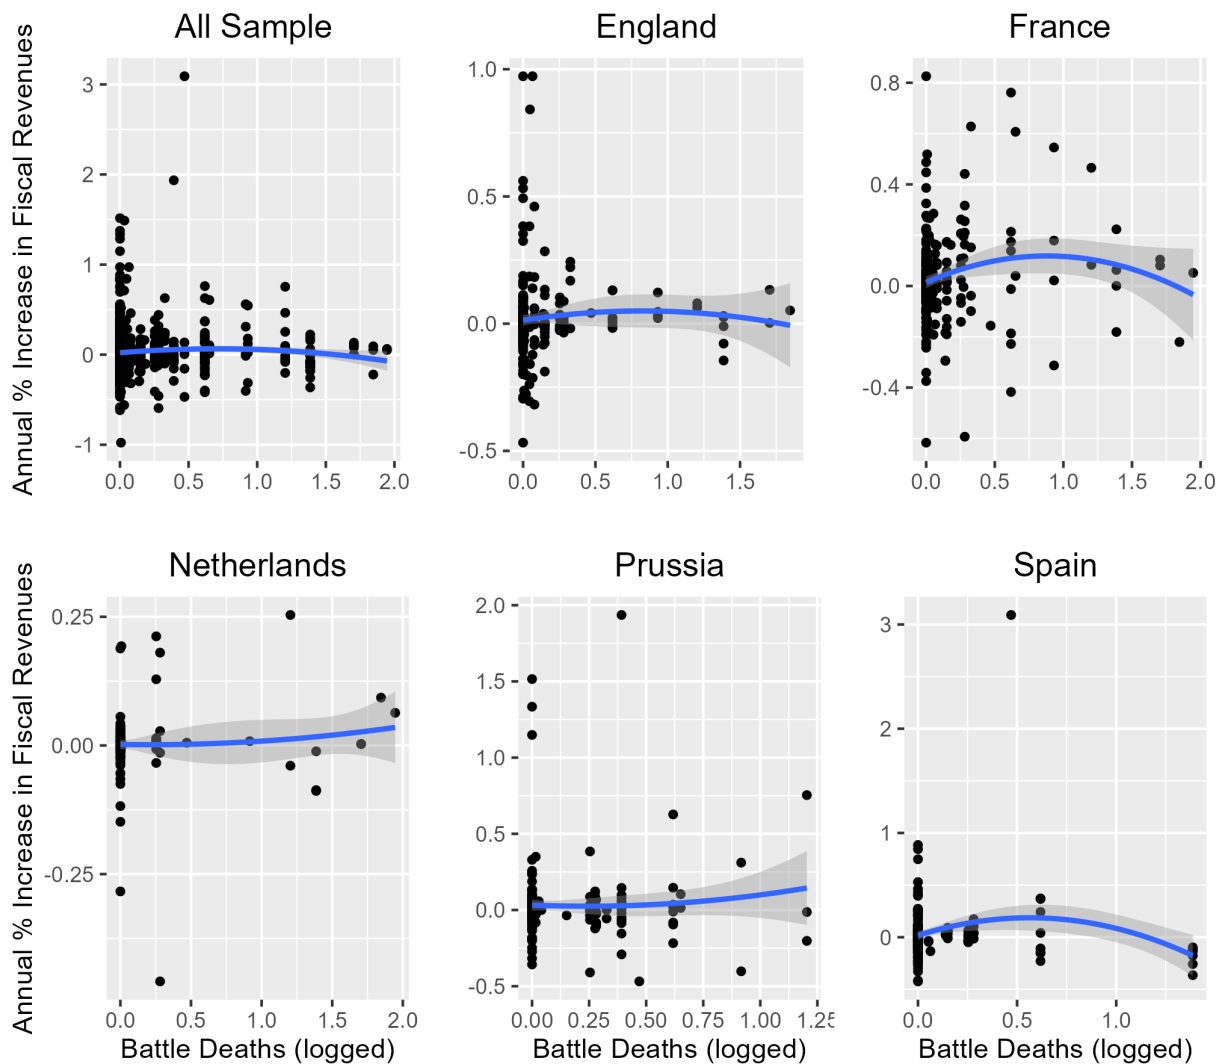 All Sample
England
France
Annual % Increase in Fiscal Revenues
3
2
1
0
-1
0.0 0.5 1.0 1.5 2.0
1.0
0.5
0.0
-0.5
0.0 0.5 1.0 1.5
0.8
0.4
0.0
-0.4
0.0 0.5 1.0 1.5 2.0
Netherlands
Prussia
Spain
Annual % Increase in Fiscal Revenues
0.25
0.00
-0.25
0.0 0.5 1.0 1.5 2.0
Battle Deaths (logged)
2.0
1.5
1.0
0.5
0.0
-0.5
0.00 0.25 0.50 0.75 1.00 1.25
Battle Deaths (logged)
3
2
1
0
0.0 0.5 1.0
Battle Deaths (logged)